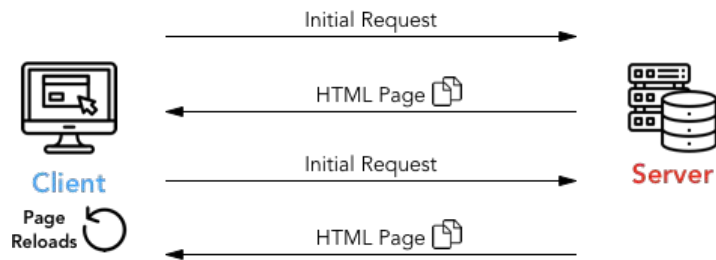 Initial Request
HTML Page
Client
Initial Request
Server
Page
Reloads
HTML Page